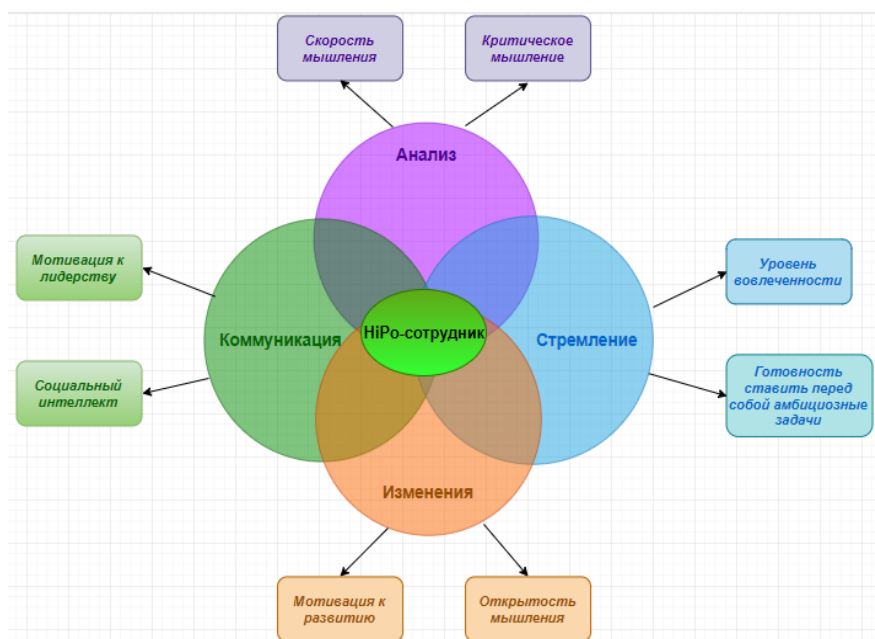 Скорость
мышления
Критическое
мышление
Анализ
Мотивация к
лидерству
Уровень
вовлеченности
Коммуникация
HiPo-сотрудник
Стремление
Социальный
интеллект
Готовность
ставить перед
собой амбициозные
задачи
Изменения
Мотивация к
развитию
Открытость
мышления